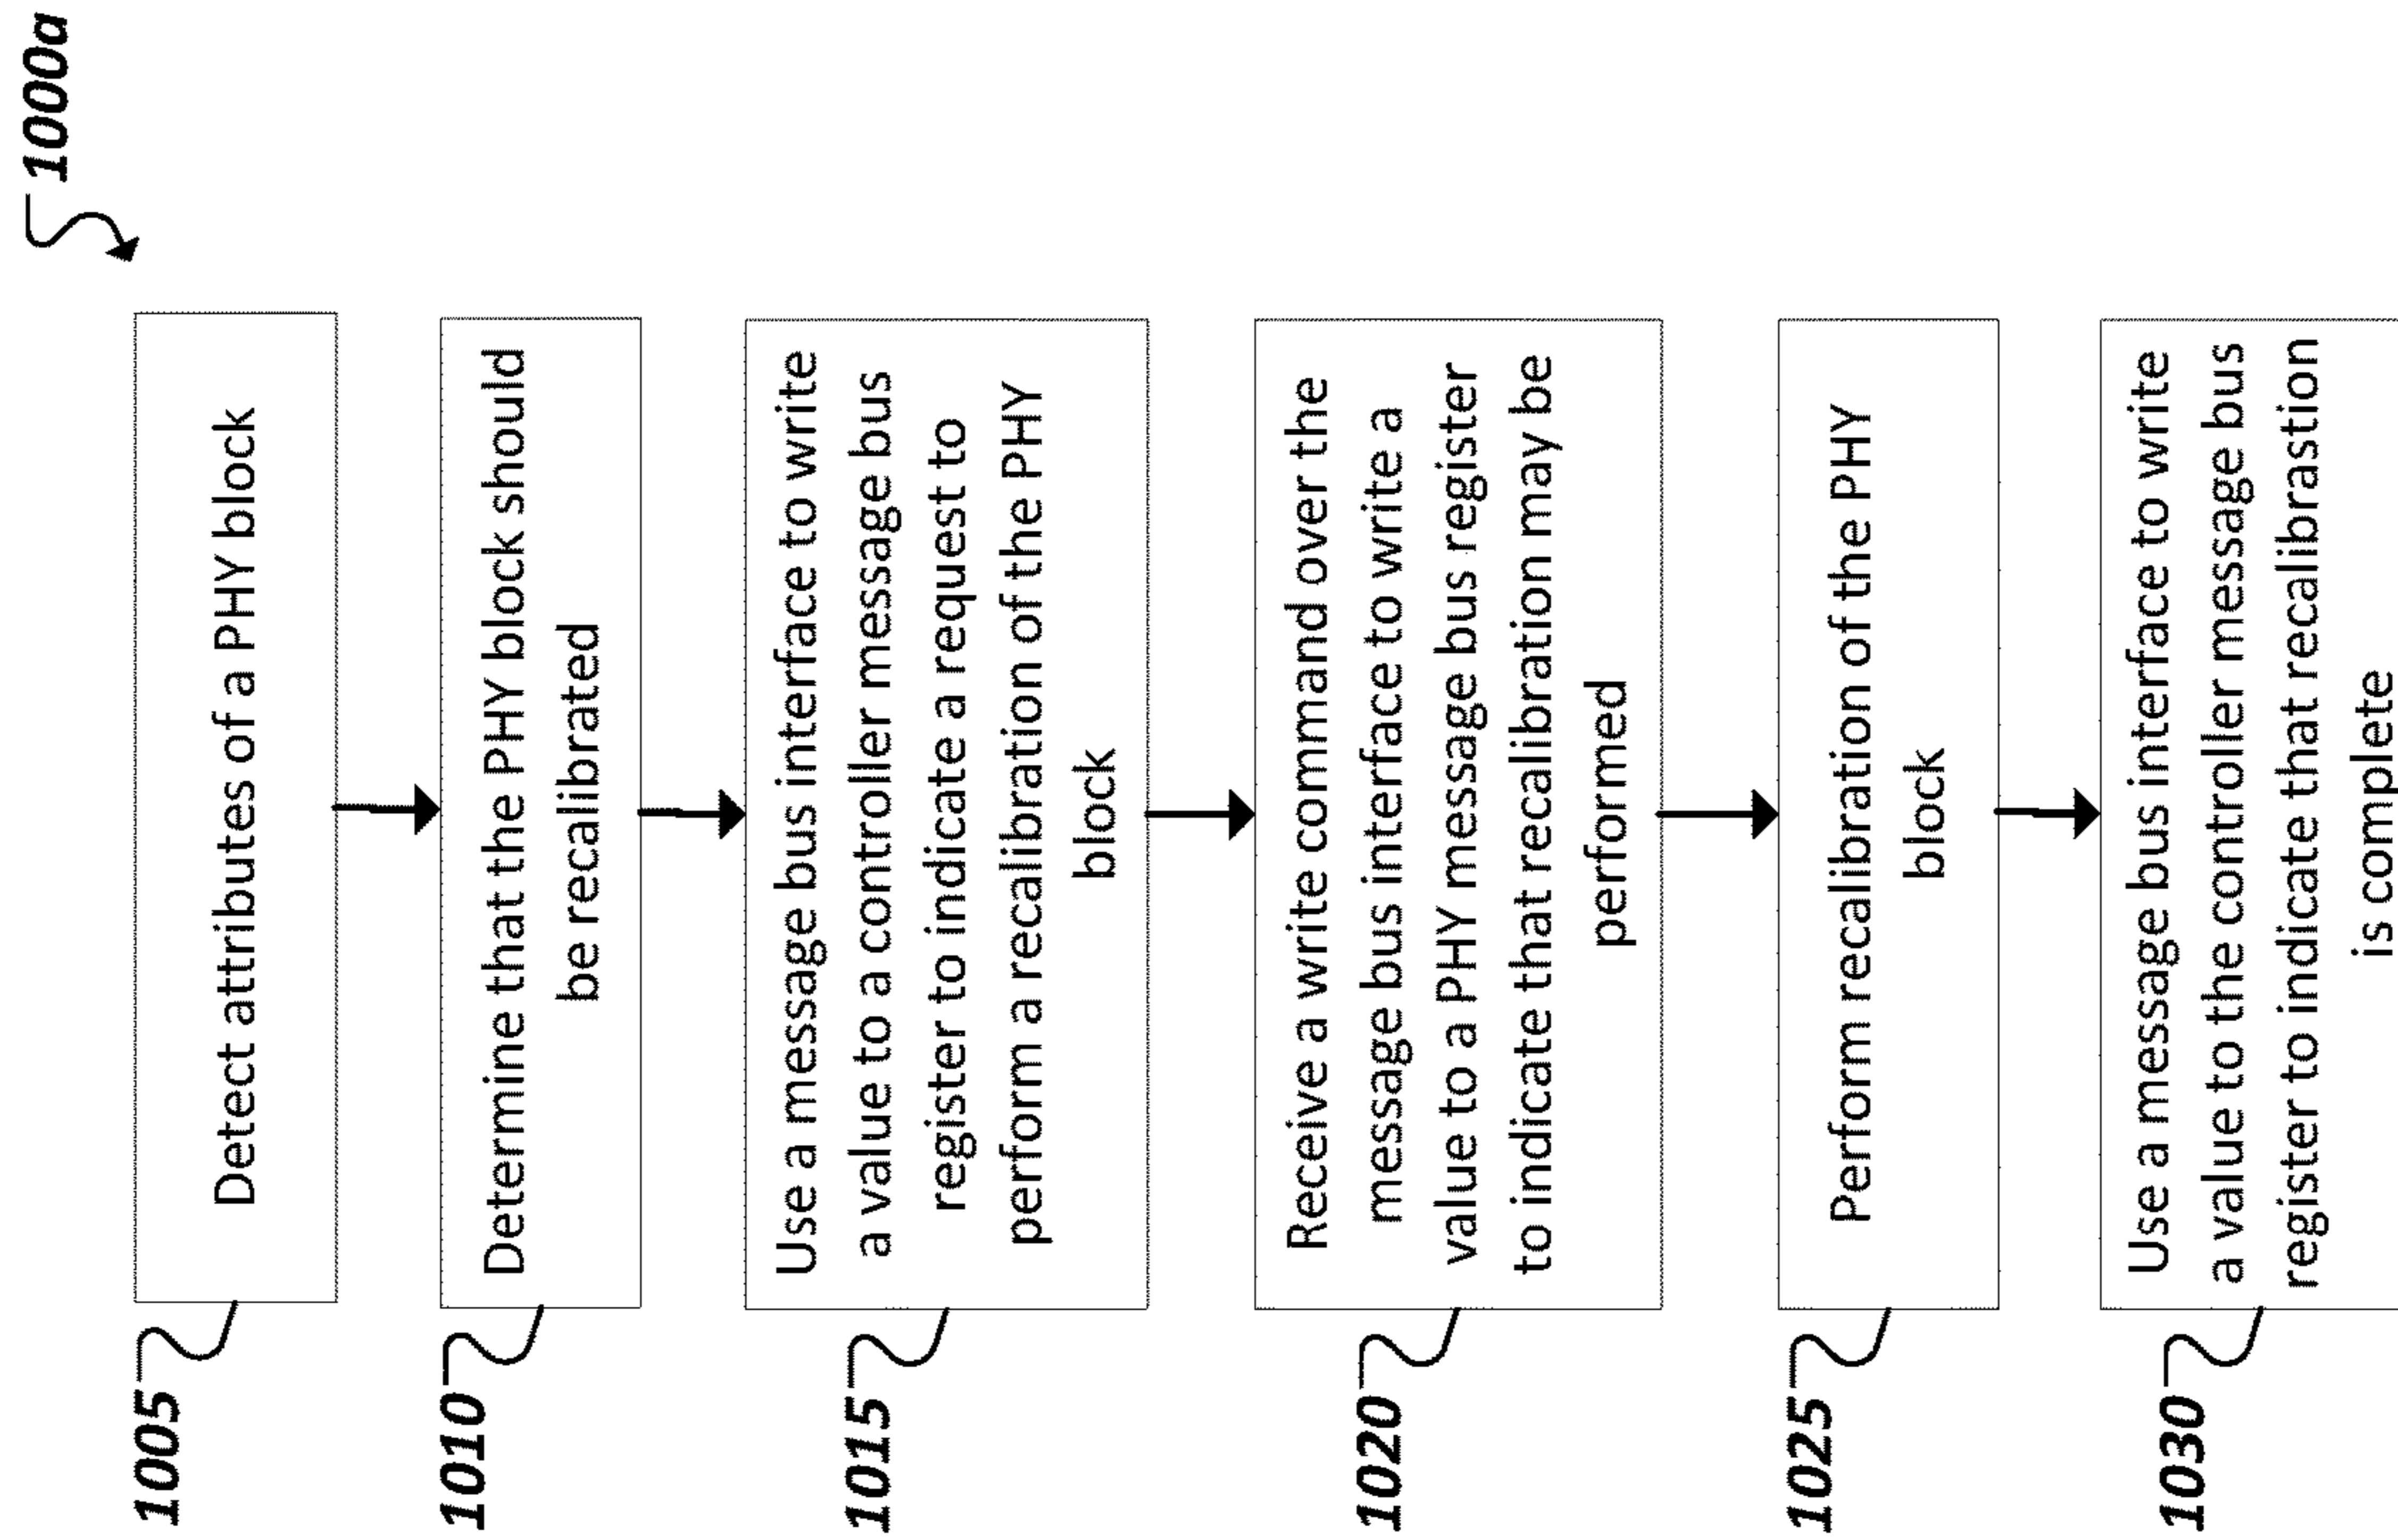 1000a
1005
Detect attributes of a PHY block
1010
Determine that the PHY block should
be recalibrated
1015
Use a message bus interface to write
a value to a controller message bus
register to indicate a request to
perform a recalibration of the PHY
block
1020
Receive a write command over the
message bus interface to write a
value to a PHY message bus register
to indicate that recalibration may be
performed
1025
Perform recalibration of the PHY
block
1030
Use a message bus interface to write
a value to the controller message bus
register to indicate that recalibrastion
is complete